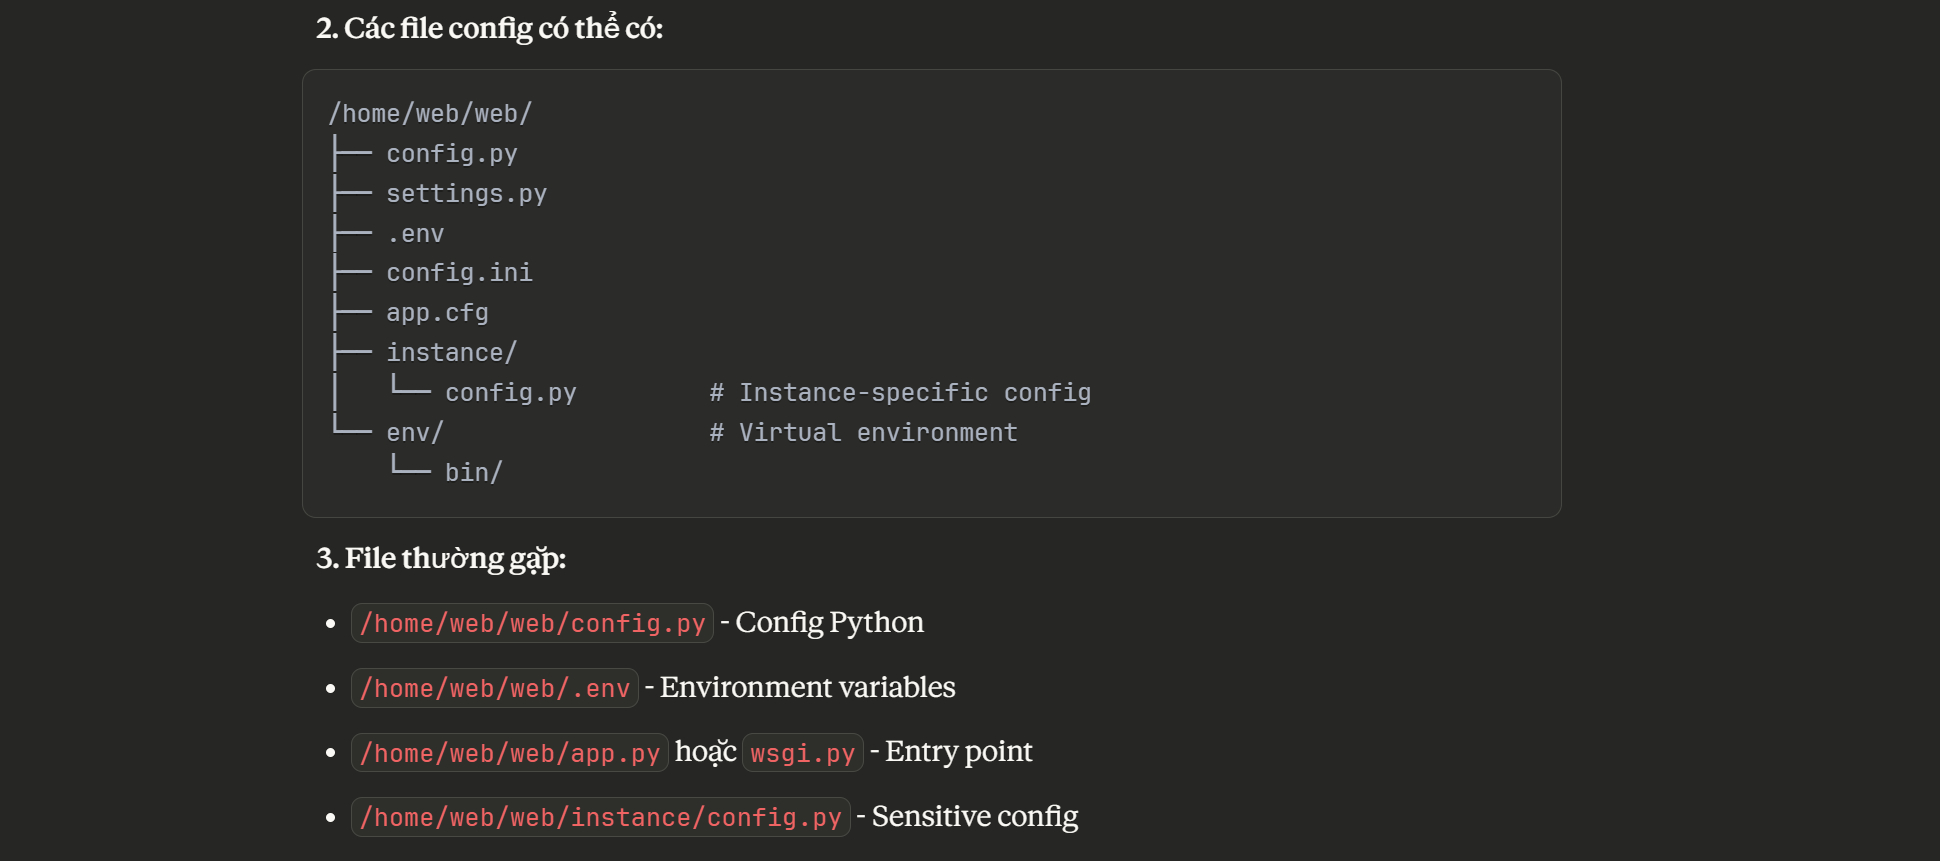 2. Các file config có thể có:
/home/web/web/
├── config.py
├── settings.py
├── .env
├── config.ini
├── app.cfg
├── instance/
│   └── config.py         # Instance-specific config
└── env/                  # Virtual environment
    └── bin/
3. File thường gặp:
• /home/web/web/config.py - Config Python
• /home/web/web/.env - Environment variables
• /home/web/web/app.py hoặc wsgi.py - Entry point
• /home/web/web/instance/config.py - Sensitive config